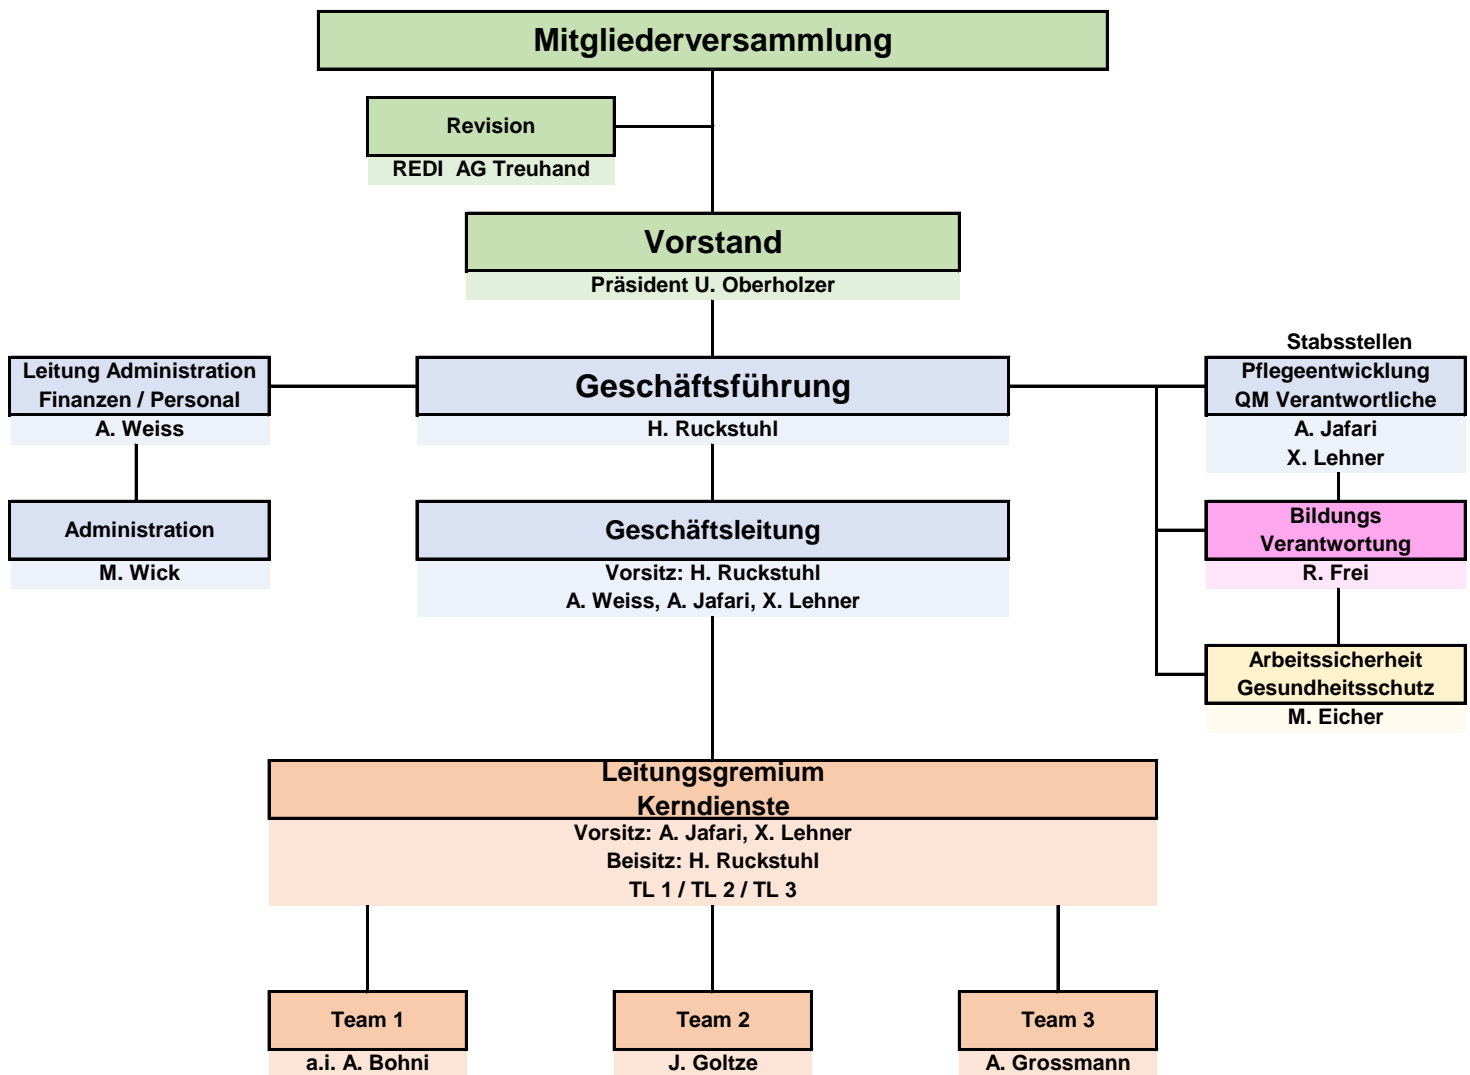 Mitgliederversammlung
Revision
REDI AG Treuhand
Vorstand
Präsident U. Oberholzer
Leitung Administration
Finanzen / Personal
A. Weiss
Administration
M. Wick
Geschäftsführung
H. Ruckstuhl
Geschäftsleitung
Vorsitz: H. Ruckstuhl
A. Weiss, A. Jafari, X. Lehner
Stabsstellen
Pflegeentwicklung
QM Verantwortliche
A. Jafari
X. Lehner
Bildungs
Verantwortung
R. Frei
Arbeitssicherheit
Gesundheitsschutz
M. Eicher
Leitungsgremium
Kerndienste
Vorsitz: A. Jafari, X. Lehner
Beisitz: H. Ruckstuhl
TL 1 / TL 2 / TL 3
Team 1
a.i. A. Bohni
Team 2
J. Goltze
Team 3
A. Grossmann